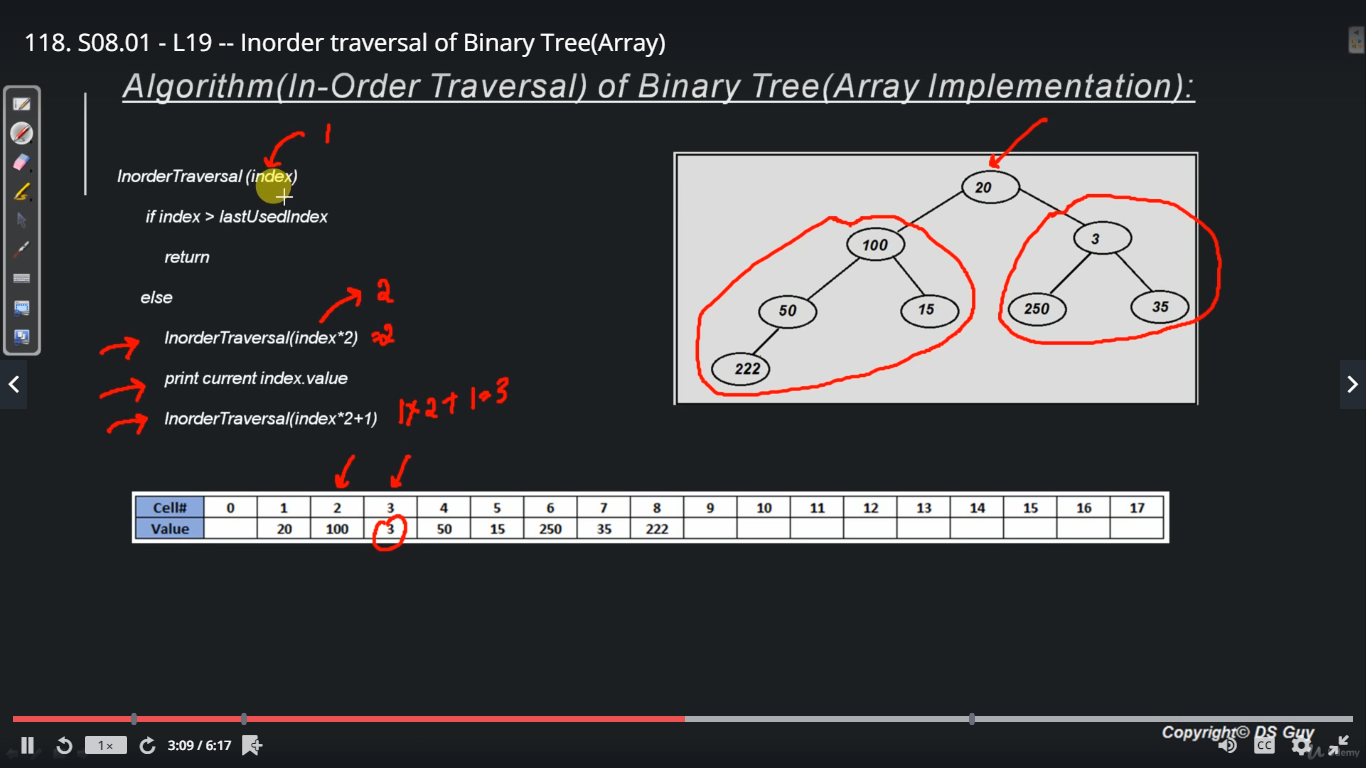 118. S08.01 - L19 -- Inorder traversal of Binary Tree(Array)
Algorithm(In-Order Traversal) of Binary Tree(Array Implementation):
1
InorderTraversal (index)
if index > lastUsedIndex
return
else
2
InorderTraversal(index*2) =2
print current index.value
InorderTraversal(index*2+1) 1×2+1=3
20
100 3
50 15 250 35
222
Cell# 0 1 2 3 4 5 6 7 8 9 10 11 12 13 14 15 16 17
Value 20 100 3 50 15 250 35 222
Copyright© DS Guy
1× 3:09 / 6:17 CC